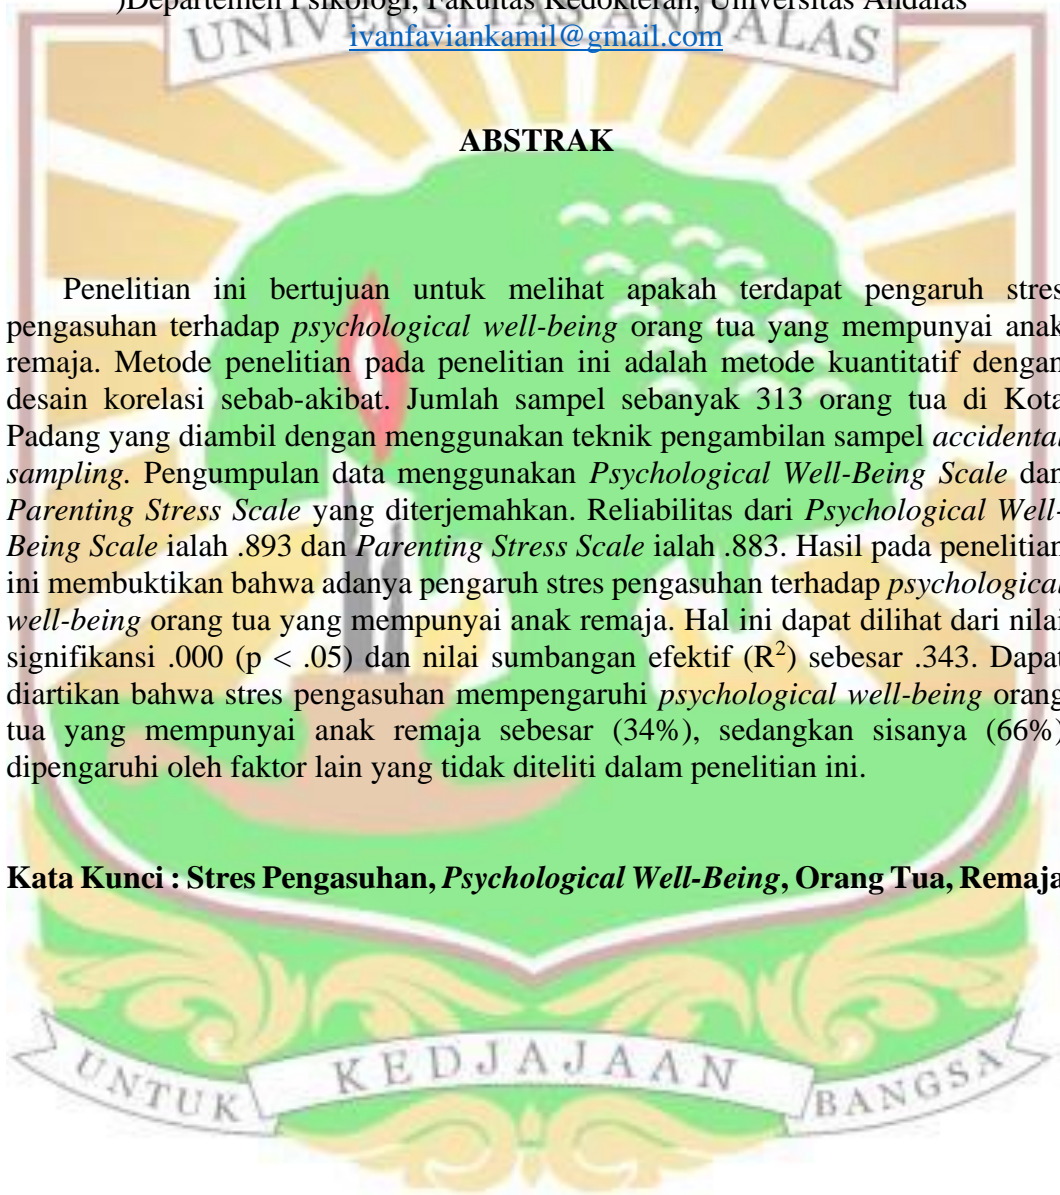 )Departemen Psikologi, Fakultas Kedokteran, Universitas Andalas
UNIVERSITAS ANDALAS
ivanfaviankamil@gmail.com
ABSTRAK
Penelitian ini bertujuan untuk melihat apakah terdapat pengaruh stres
pengasuhan terhadap psychological well-being orang tua yang mempunyai anak
remaja. Metode penelitian pada penelitian ini adalah metode kuantitatif dengan
desain korelasi sebab-akibat. Jumlah sampel sebanyak 313 orang tua di Kota
Padang yang diambil dengan menggunakan teknik pengambilan sampel accidental
sampling. Pengumpulan data menggunakan Psychological Well-Being Scale dan
Parenting Stress Scale yang diterjemahkan. Reliabilitas dari Psychological Well-
Being Scale ialah .893 dan Parenting Stress Scale ialah .883. Hasil pada penelitian
ini membuktikan bahwa adanya pengaruh stres pengasuhan terhadap psychological
well-being orang tua yang mempunyai anak remaja. Hal ini dapat dilihat dari nilai
signifikansi .000 (p < .05) dan nilai sumbangan efektif (R²) sebesar .343. Dapat
diartikan bahwa stres pengasuhan mempengaruhi psychological well-being orang
tua yang mempunyai anak remaja sebesar (34%), sedangkan sisanya (66%)
dipengaruhi oleh faktor lain yang tidak diteliti dalam penelitian ini.
Kata Kunci : Stres Pengasuhan, Psychological Well-Being, Orang Tua, Remaja
UNTUK KEDJAJAAN BANGSA